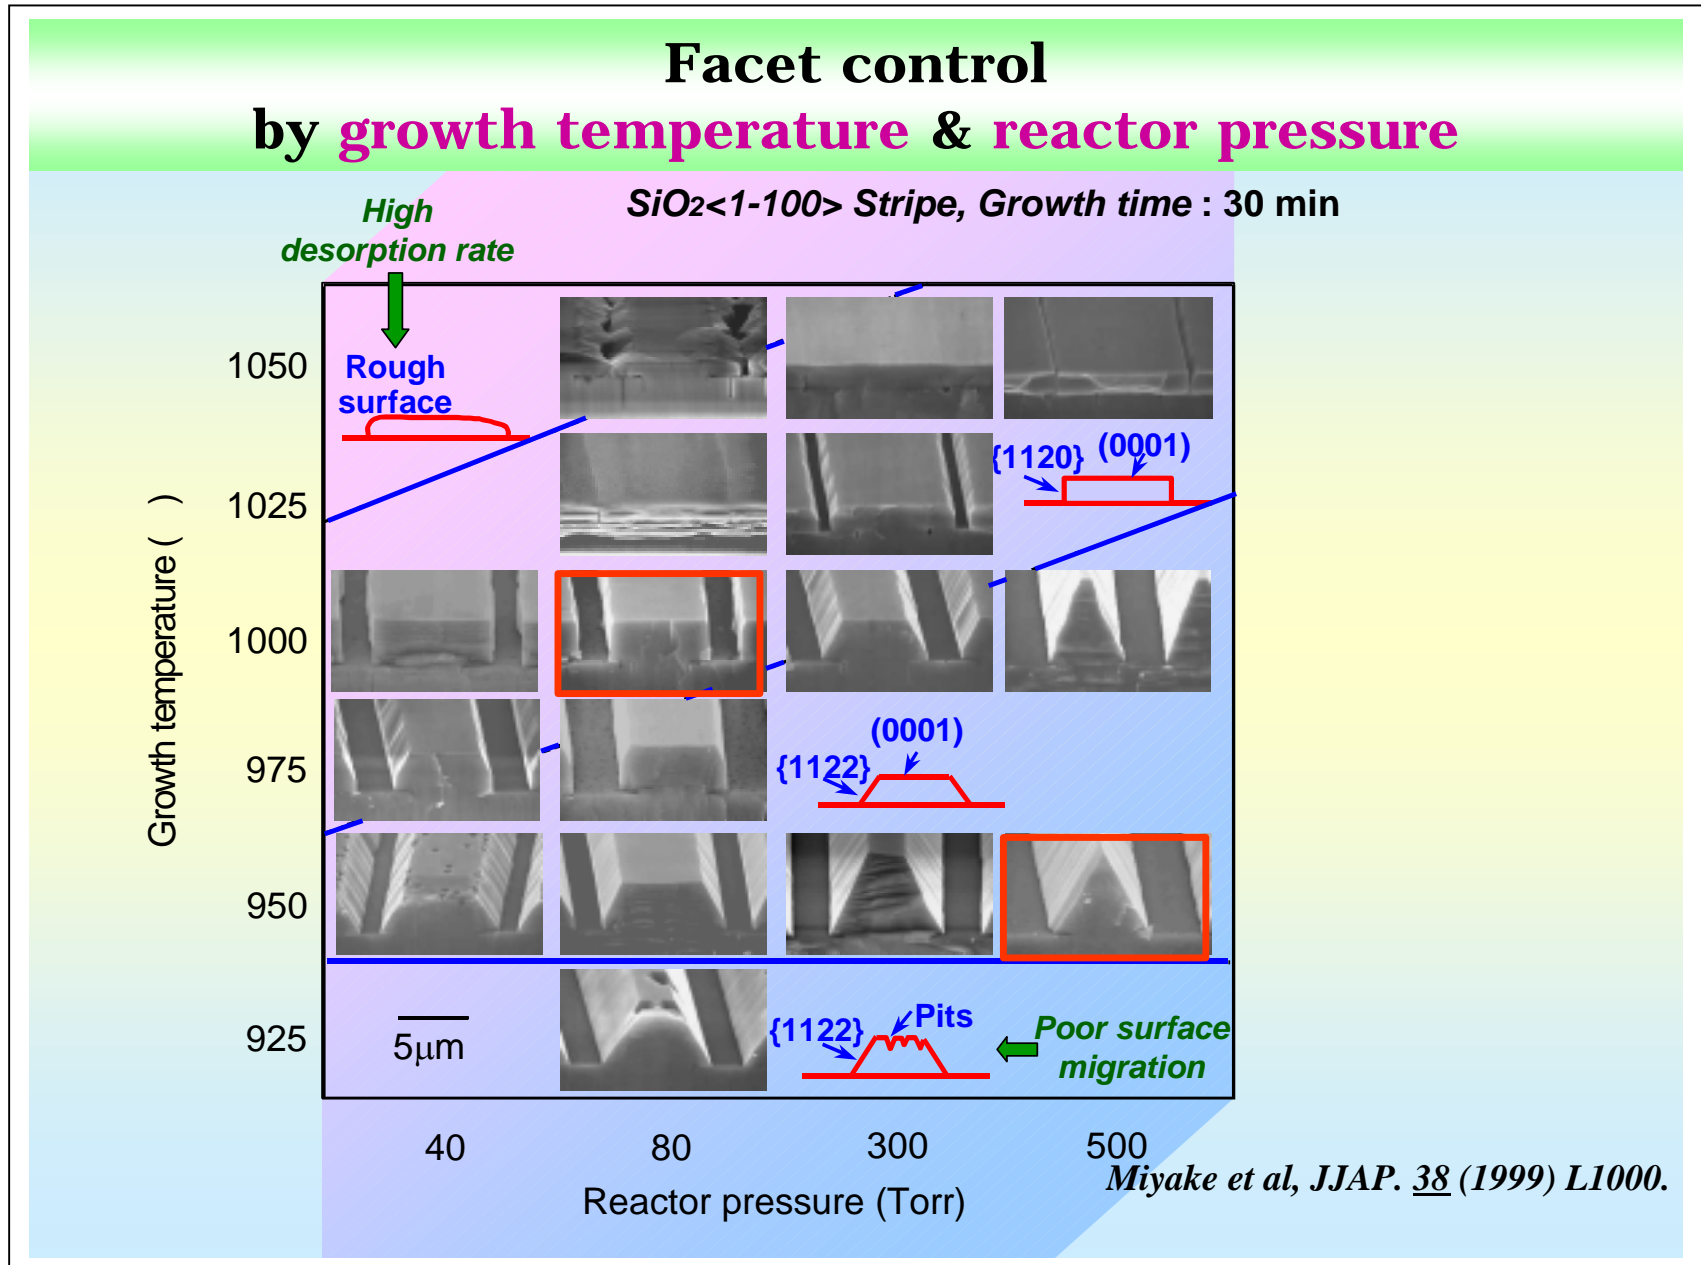 Facet control
by growth temperature & reactor pressure
SiO2<1-100> Stripe, Growth time : 30 min
High
desorption rate
Rough
surface
{1120} (0001)
(0001)
{1122}
{1122} Pits
Poor surface
migration
5μm
Growth temperature ( )
1050
1025
1000
975
950
925
40 80 300 500
Reactor pressure (Torr)
Miyake et al, JJAP. 38 (1999) L1000.